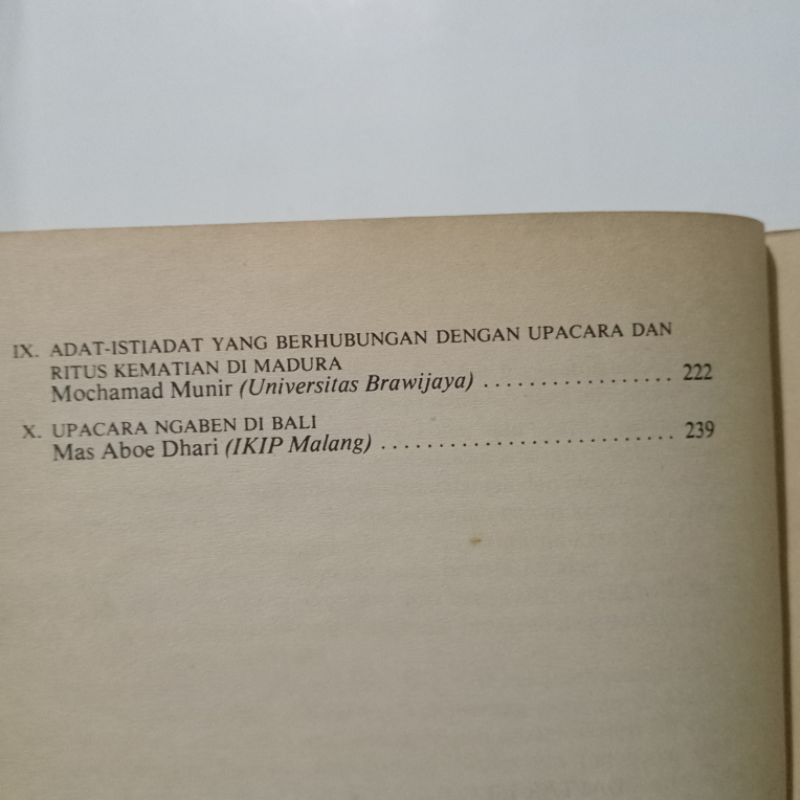 IX. ADAT-ISTIADAT YANG BERHUBUNGAN DENGAN UPACARA DAN
RITUS KEMATIAN DI MADURA
Mochamad Munir (Universitas Brawijaya) ................. 222
X. UPACARA NGABEN DI BALI
Mas Aboe Dhari (IKIP Malang) ......................... 239